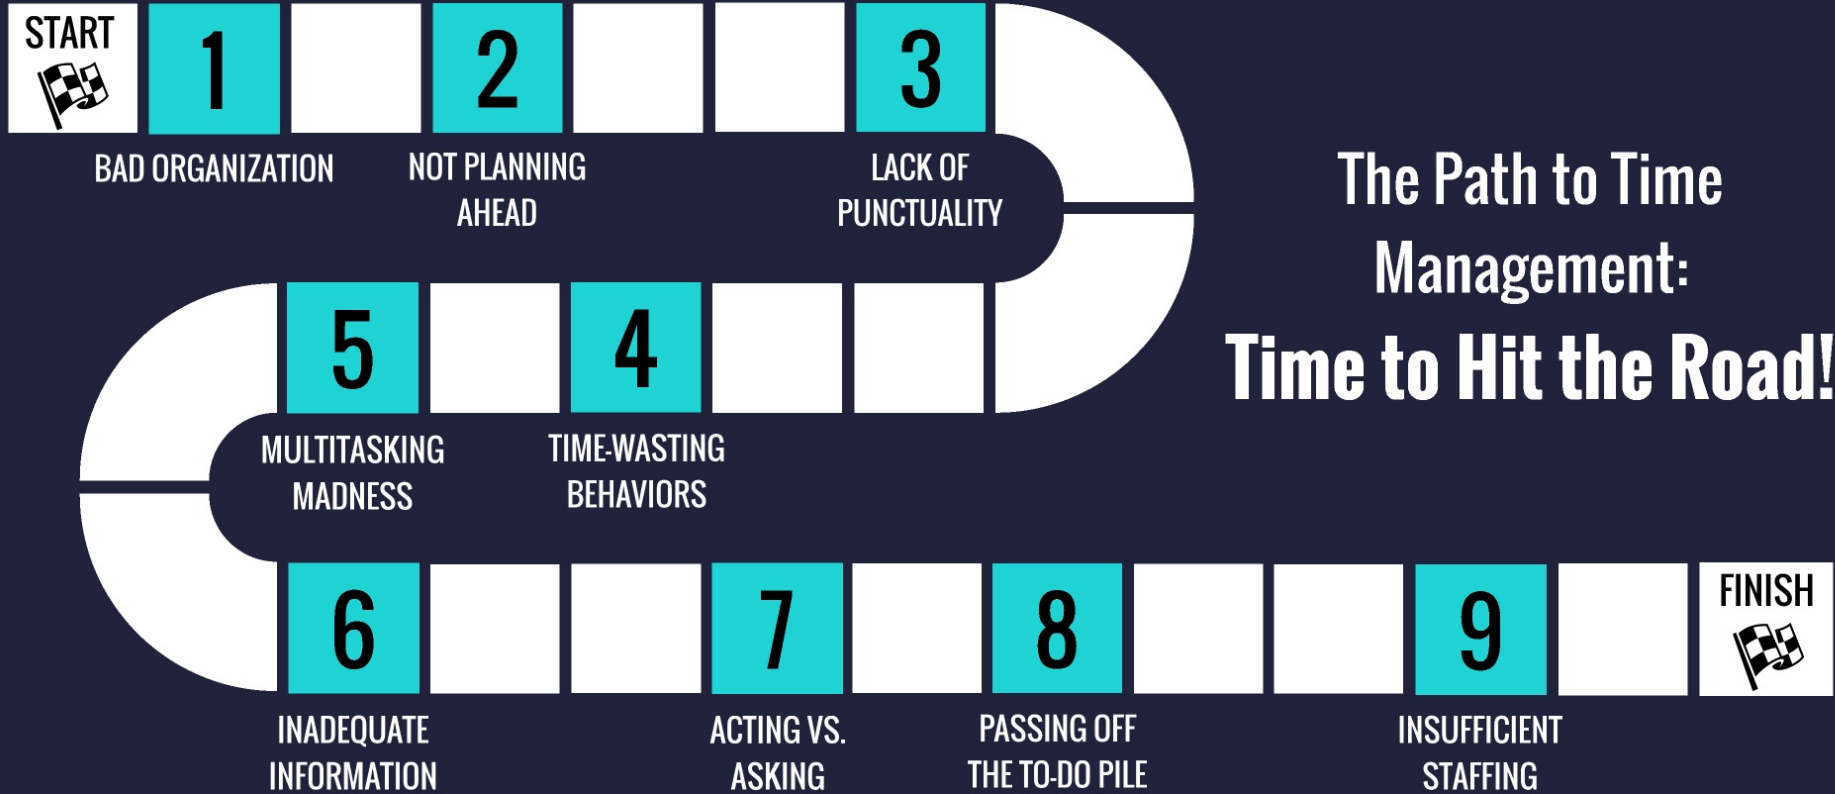 START
1
2
3
BAD ORGANIZATION
NOT PLANNING
AHEAD
LACK OF
PUNCTUALITY
The Path to Time
Management:
Time to Hit the Road!
5
4
MULTITASKING
MADNESS
TIME-WASTING
BEHAVIORS
6
7
8
9
FINISH
INADEQUATE
INFORMATION
ACTING VS.
ASKING
PASSING OFF
THE TO-DO PILE
INSUFFICIENT
STAFFING